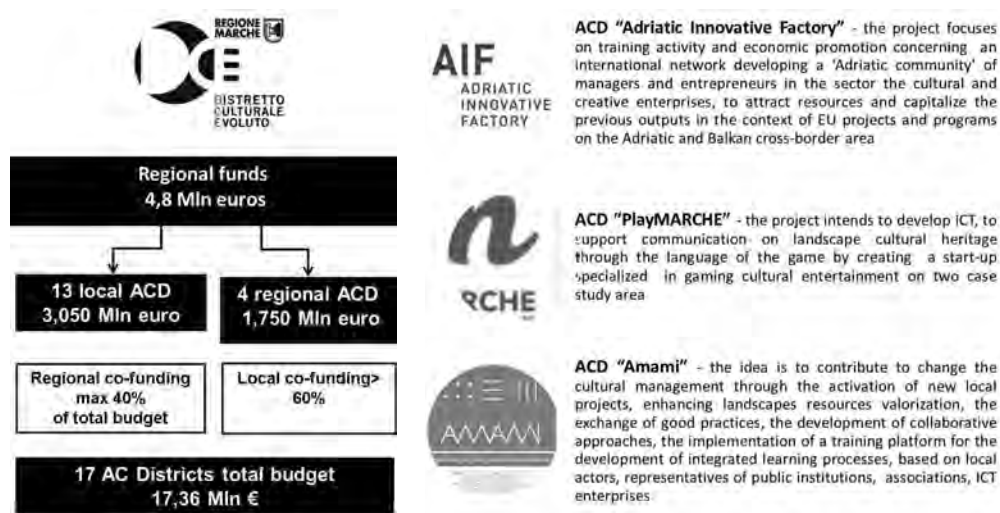 REGIONE
MARCHE
DCE
DISTRETTO
CULTURALE
EVOLUTO
Regional funds
4,8 Mln euros
13 local ACD
3,050 Mln euro
4 regional ACD
1,750 Mln euro
Regional co-funding
max 40%
of total budget
Local co-funding>
60%
17 AC Districts total budget
17,36 Mln €
AIF
ADRIATIC
INNOVATIVE
FACTORY
ACD "Adriatic Innovative Factory" - the project focuses
on training activity and economic promotion concerning an
international network developing a 'Adriatic community' of
managers and entrepreneurs in the sector the cultural and
creative enterprises, to attract resources and capitalize the
previous outputs in the context of EU projects and programs
on the Adriatic and Balkan cross-border area
n
RCHE
ACD "PlayMARCHE" - the project intends to develop ICT, to
support communication on landscape cultural heritage
through the language of the game by creating a start-up
specialized in gaming cultural entertainment on two case
study area
AMAMI
ACD "Amami" - the idea is to contribute to change the
cultural management through the activation of new local
projects, enhancing landscapes resources valorization, the
exchange of good practices, the development of collaborative
approaches, the implementation of a training platform for the
development of integrated learning processes, based on local
actors, representatives of public institutions, associations, ICT
enterprises